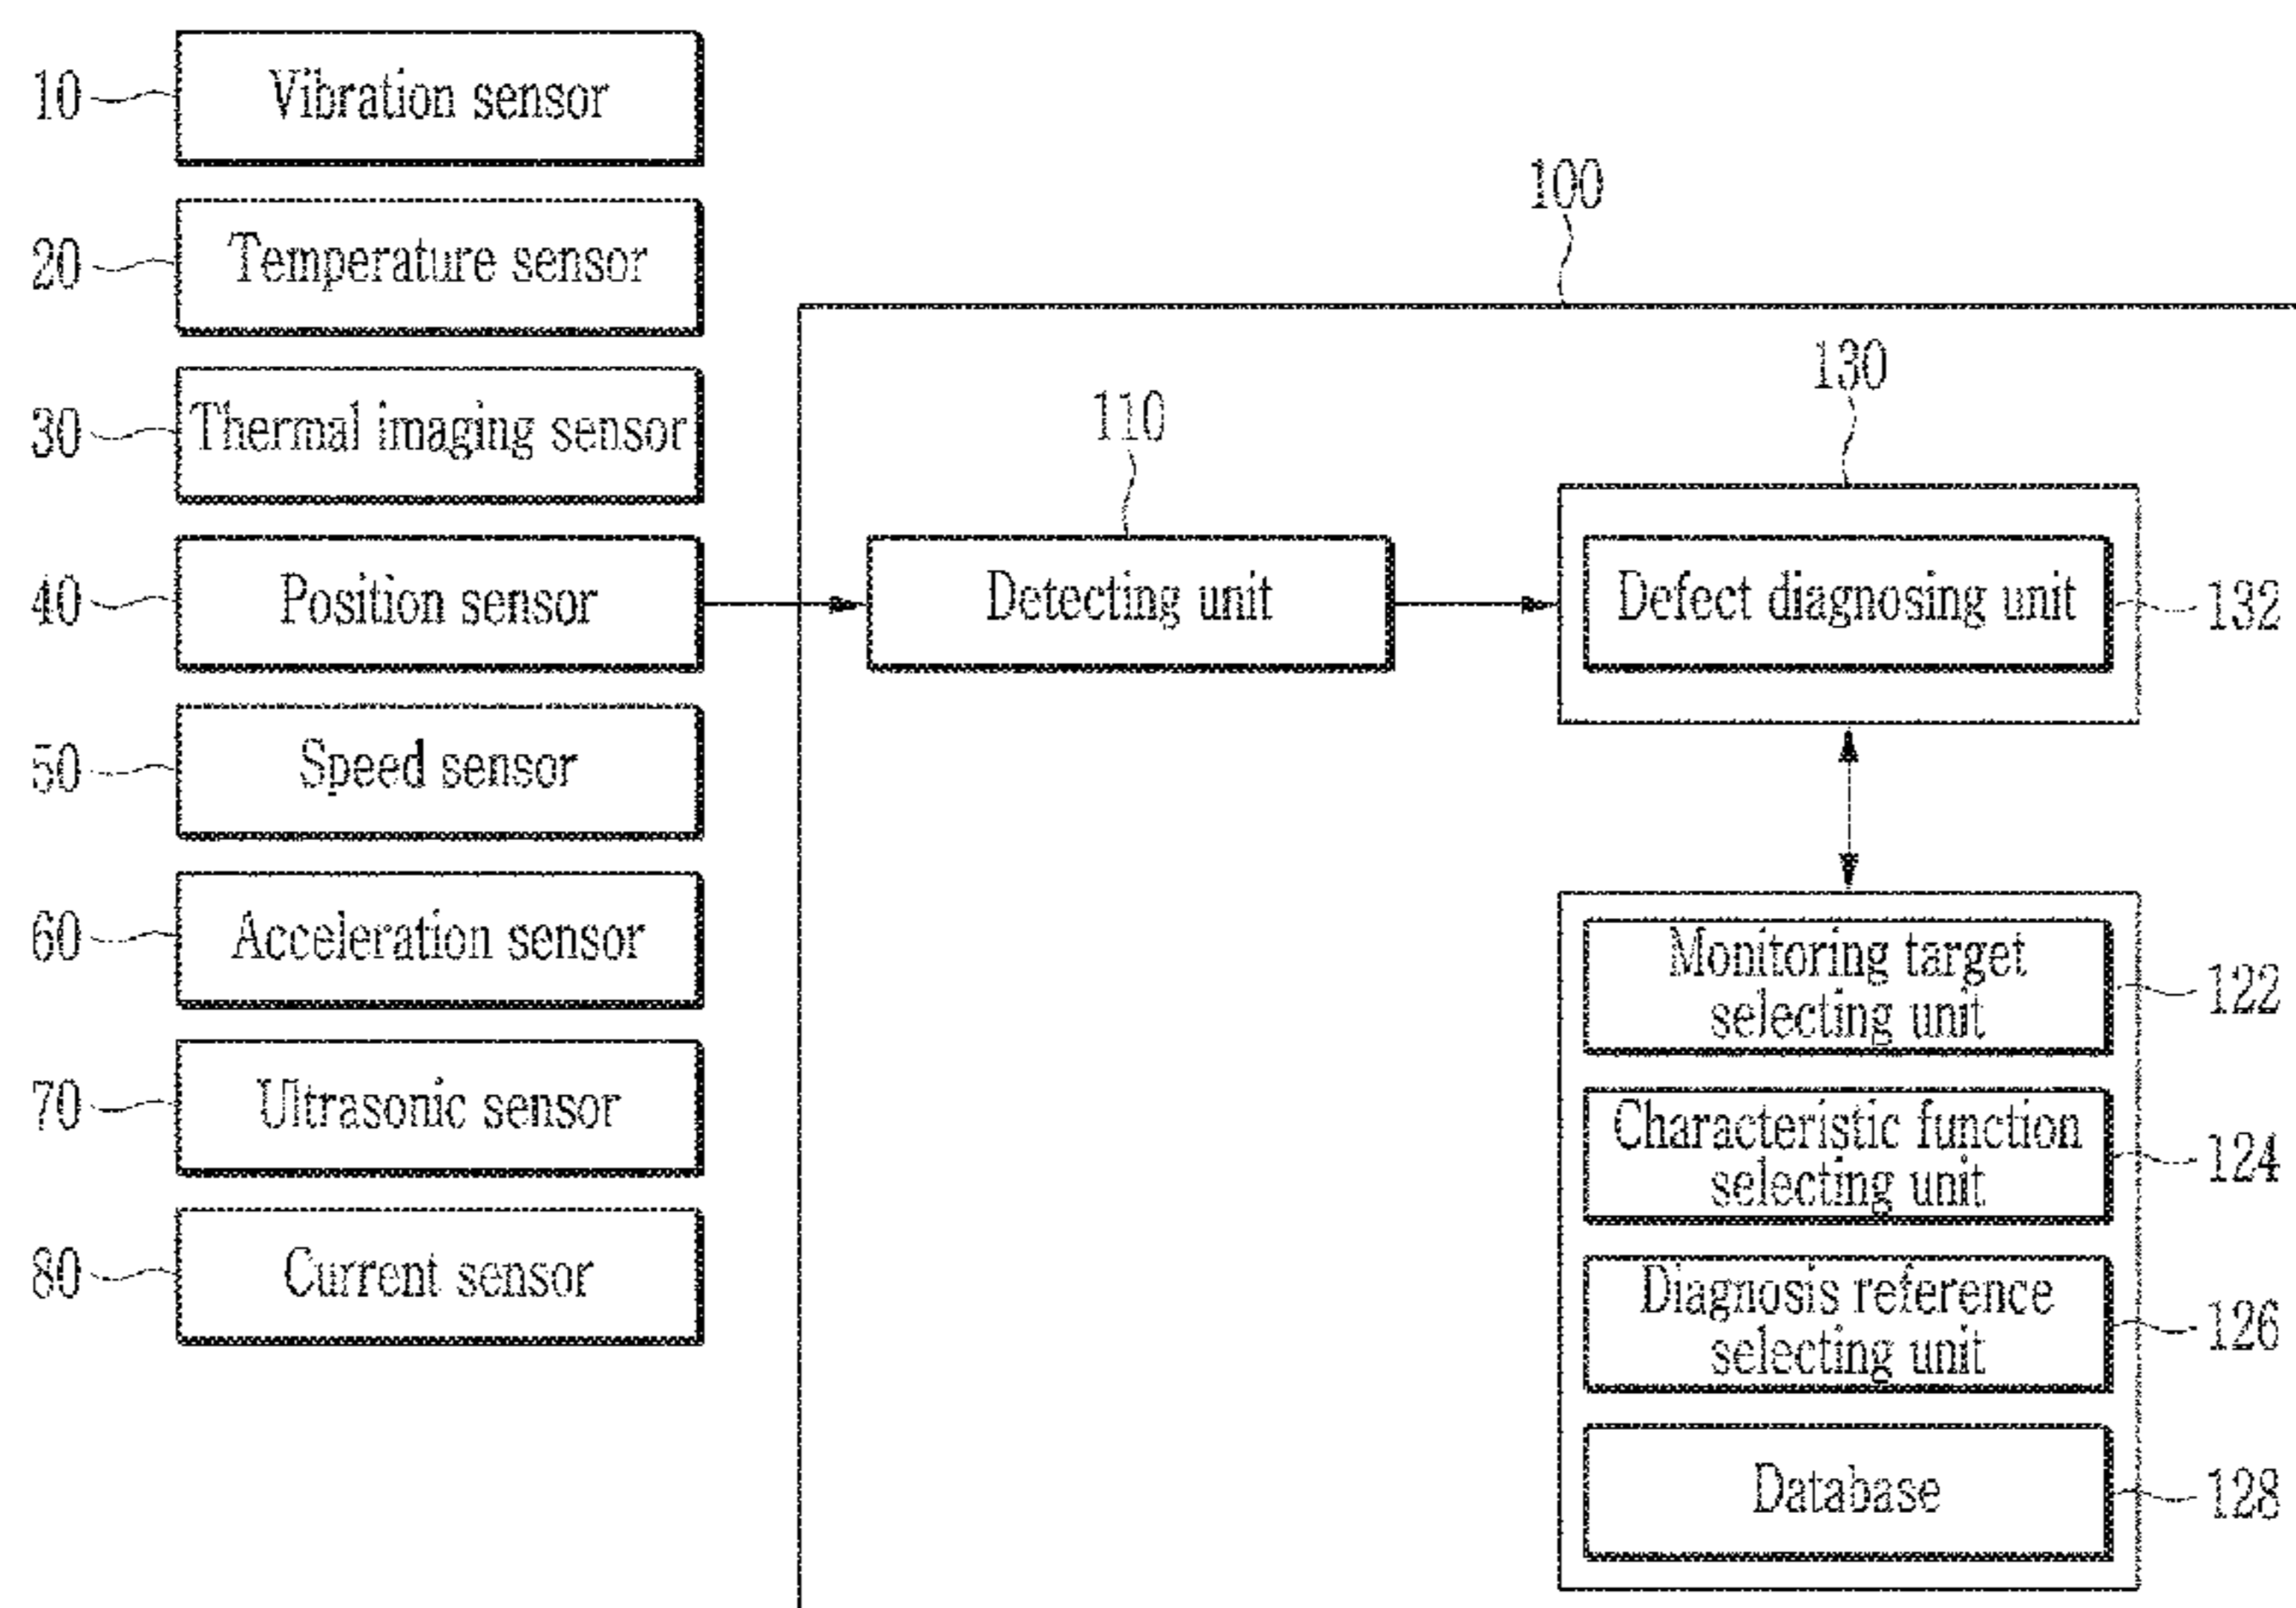 10
Vibration sensor
20
Temperature sensor
30
Thermal imaging sensor
40
Position sensor
50
Speed sensor
60
Acceleration sensor
70
Ultrasonic sensor
80
Current sensor
100
110
Detecting unit
130
Defect diagnosing unit
132
Monitoring target
selecting unit
122
Characteristic function
selecting unit
124
Diagnosis reference
selecting unit
126
Database
128